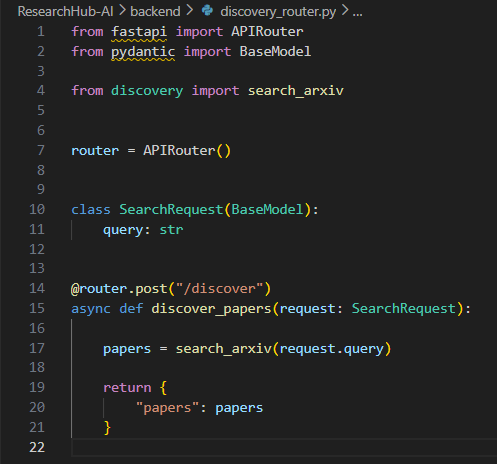 ResearchHub-AI > backend > discovery_router.py > ...
1 from fastapi import APIRouter
2 from pydantic import BaseModel
3
4 from discovery import search_arxiv
5
6
7 router = APIRouter()
8
9
10 class SearchRequest(BaseModel):
11     query: str
12
13
14 @router.post("/discover")
15 async def discover_papers(request: SearchRequest):
16
17     papers = search_arxiv(request.query)
18
19     return {
20         "papers": papers
21     }
22